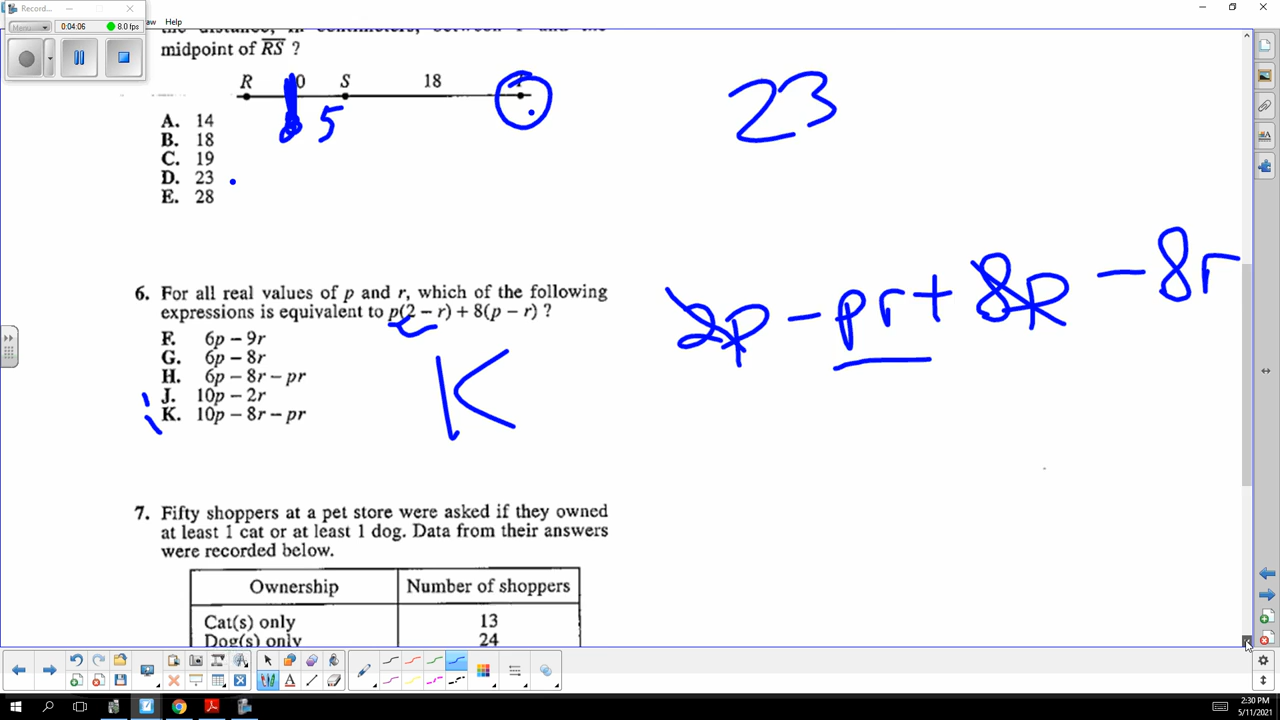 Record...
Menu
0:04:06
8.0 fps
Help
midpoint of RS ?
R 0 S 18
5
23
A. 14
B. 18
C. 19
D. 23
E. 28
6. For all real values of p and r, which of the following
expressions is equivalent to p(2 – r) + 8(p – r) ?
F. 6p – 9r
G. 6p – 8r
H. 6p – 8r – pr
J. 10p – 2r
K. 10p – 8r – pr
K
2p – pr + 8p – 8r
7. Fifty shoppers at a pet store were asked if they owned
at least 1 cat or at least 1 dog. Data from their answers
were recorded below.
Ownership Number of shoppers
Cat(s) only 13
Dog(s) only 24
2:30 PM
5/11/2021